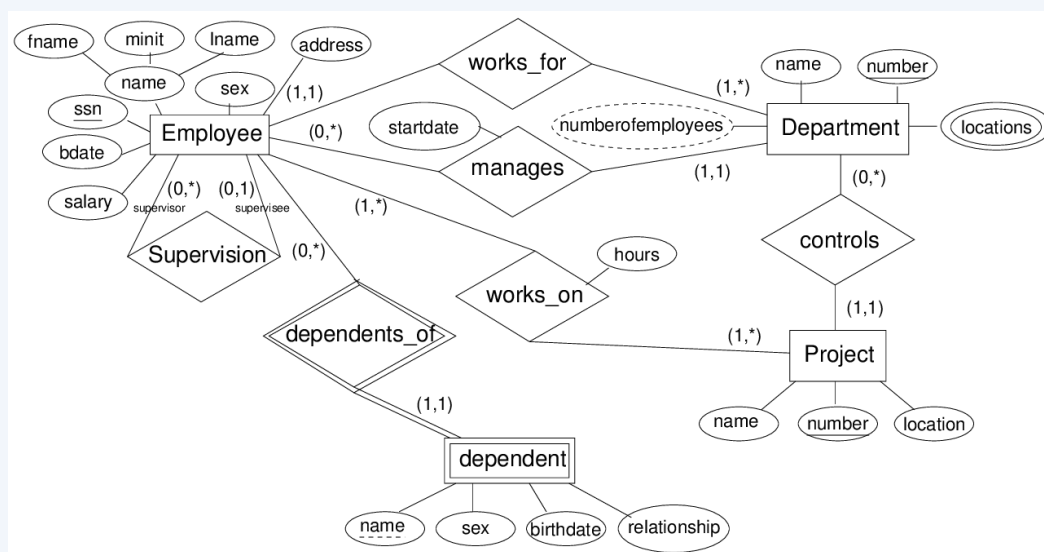 fname
minit
lname
address
name
sex
ssn
Employee
bdate
salary
(1,1)
works_for
(1,*)
(0,*)
startdate
manages
numberofemployees
(1,1)
name
number
Department
locations
(0,*)
supervisor
(0,1)
supervisee
Supervision
(0,*)
(1,*)
(0,*)
controls
hours
works_on
(1,1)
dependents_of
(1,*)
Project
(1,1)
name
number
location
dependent
name
sex
birthdate
relationship